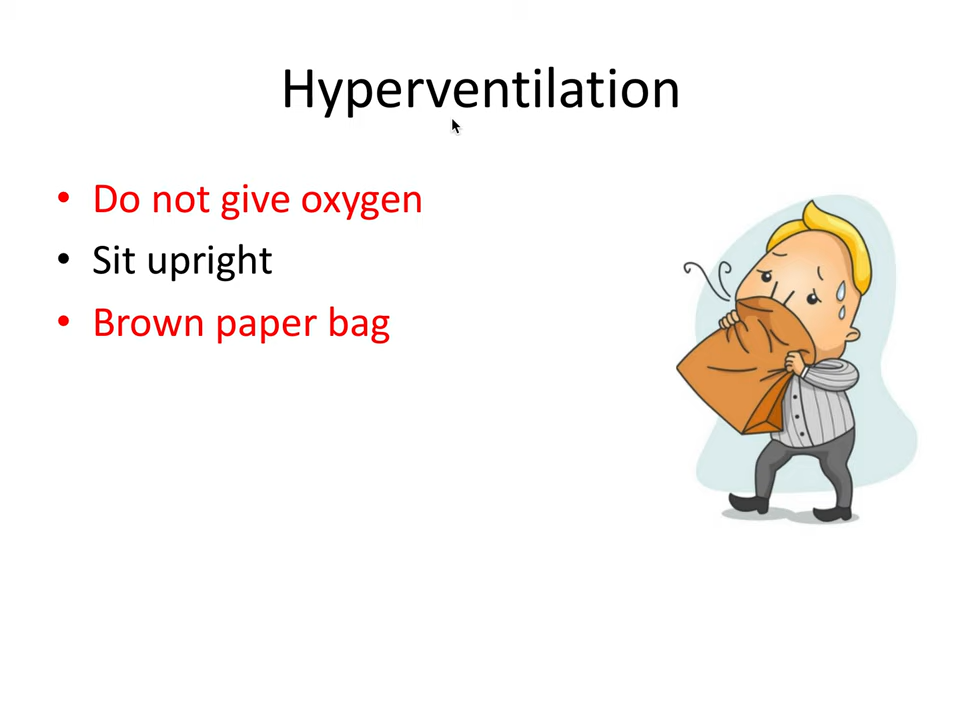 Hyperventilation
• Do not give oxygen
• Sit upright
• Brown paper bag